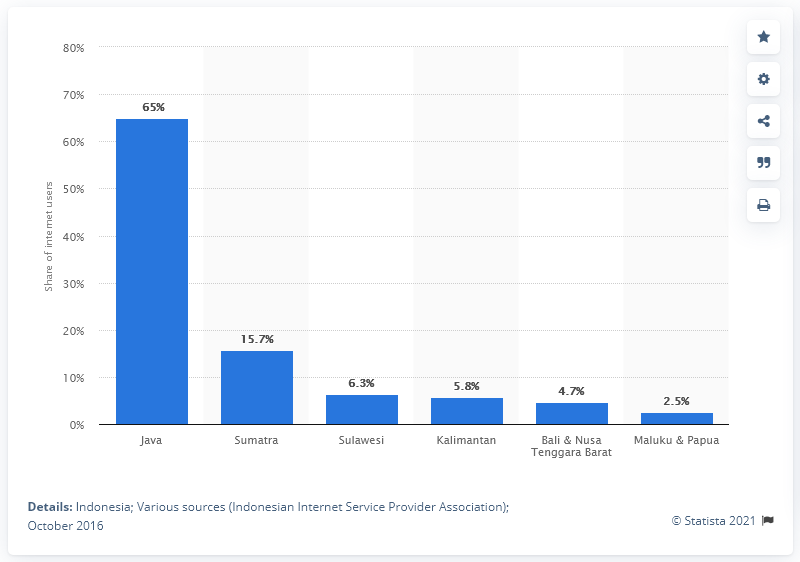 80%
70%
60%
50%
40%
30%
20%
10%
0%
Share of internet users
65%
15.7%
6.3%
5.8%
4.7%
2.5%
Java
Sumatra
Sulawesi
Kalimantan
Bali & Nusa
Tenggara Barat
Maluku & Papua
Details: Indonesia; Various sources (Indonesian Internet Service Provider Association);
October 2016
© Statista 2021